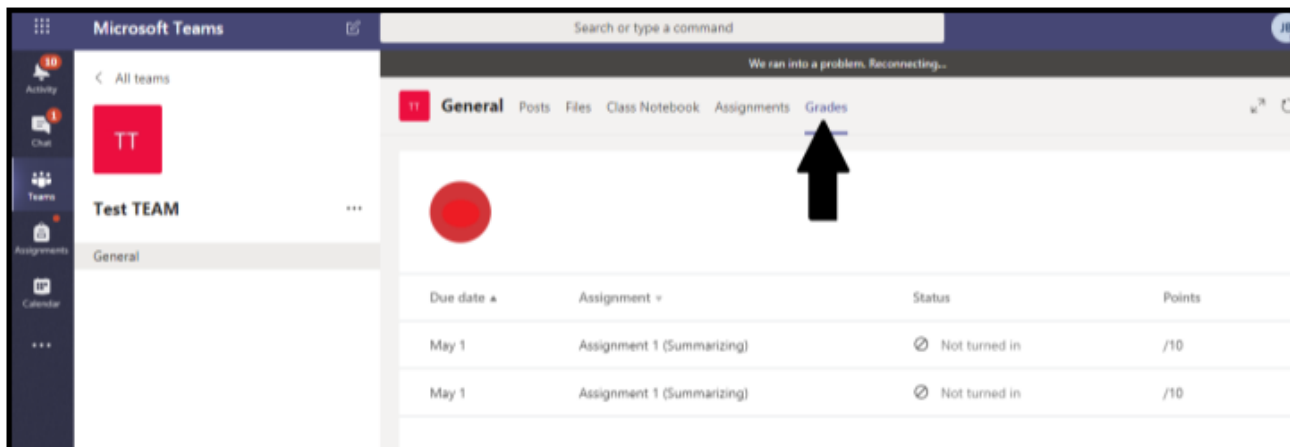 Microsoft Teams
Search or type a command
JB
We ran into a problem. Reconnecting...
10
Activity
1
Chat
Teams
Assignments
Calendar
All teams
TT
Test TEAM
General
TT General Posts Files Class Notebook Assignments Grades
Due date Assignment Status Points
May 1 Assignment 1 (Summarizing) Not turned in /10
May 1 Assignment 1 (Summarizing) Not turned in /10